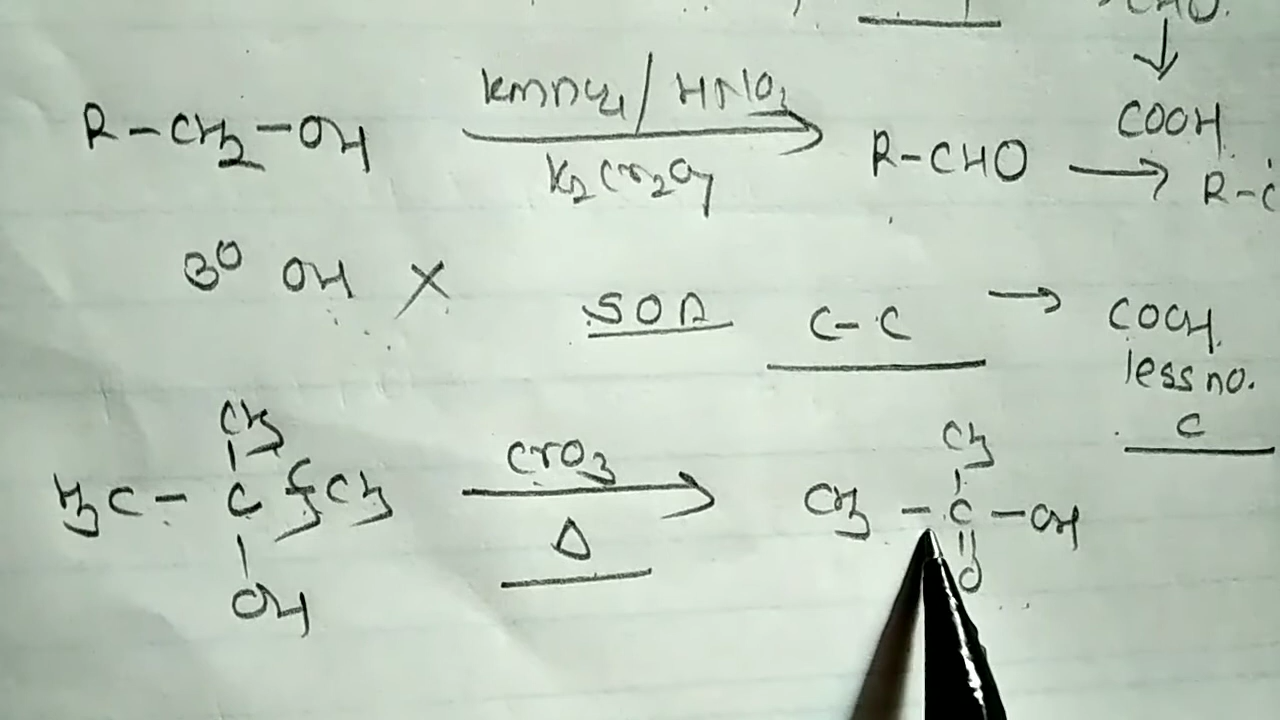 CHO.
↓
COOH
R-CH2-OH KMnO4/HNO3 K2Cr2O7 → R-CHO → R-C
3° OH ×
SOA C-C → COOH
less no.
C
CH3
H3C-C CH3 CrO3 Δ → CH3-C-OH
OH
CH3
O